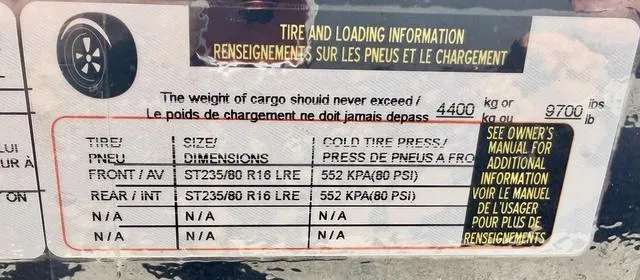 TIRE AND LOADING INFORMATION
RENSEIGNEMENTS SUR LES PNEUS ET LE CHARGEMENT
The weight of cargo should never exceed / 4400 kg or 9700 lbs
Le poids de chargement ne doit jamais depass kg ou lb
TIRE/ SIZE/ COLD TIRE PRESS/
PNEU DIMENSIONS PRESS DE PNEUS A FRO
FRONT / AV ST235/80 R16 LRE 552 KPA(80 PSI)
REAR / INT ST235/80 R16 LRE 552 KPA(80 PSI)
N / A N / A N / A
N / A N / A N / A
SEE OWNER'S
MANUAL FOR
ADDITIONAL
INFORMATION
VOIR LE MANUEL
DE L'USAGER
POUR PLUS DE
RENSEIGNEMENTS
LUI
UR À
ON